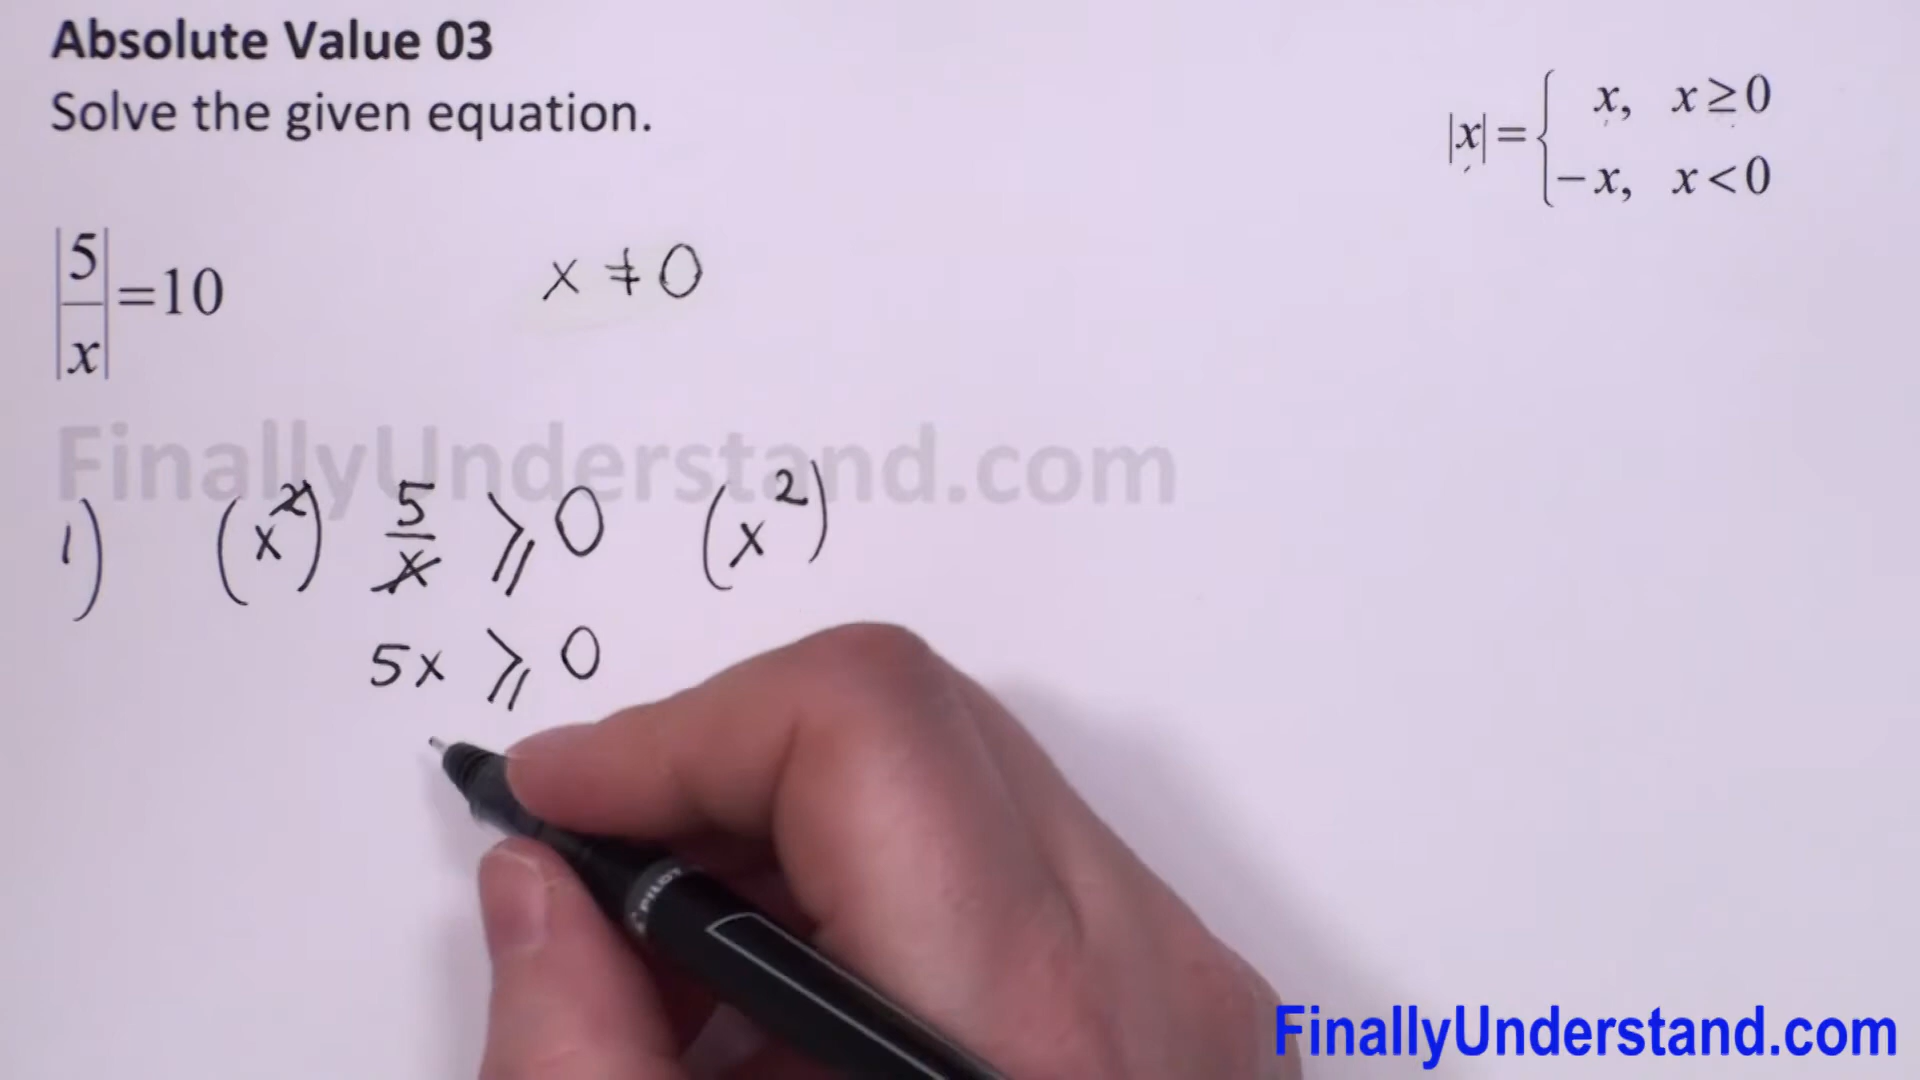 Absolute Value 03
Solve the given equation.
|x| = { x, x ≥ 0
-x, x < 0
|5/x| = 10
x ≠ 0
FinallyUnderstand.com
1) (x²) 5/x ⩾ 0 (x²)
5x ⩾ 0
PILOT
FinallyUnderstand.com